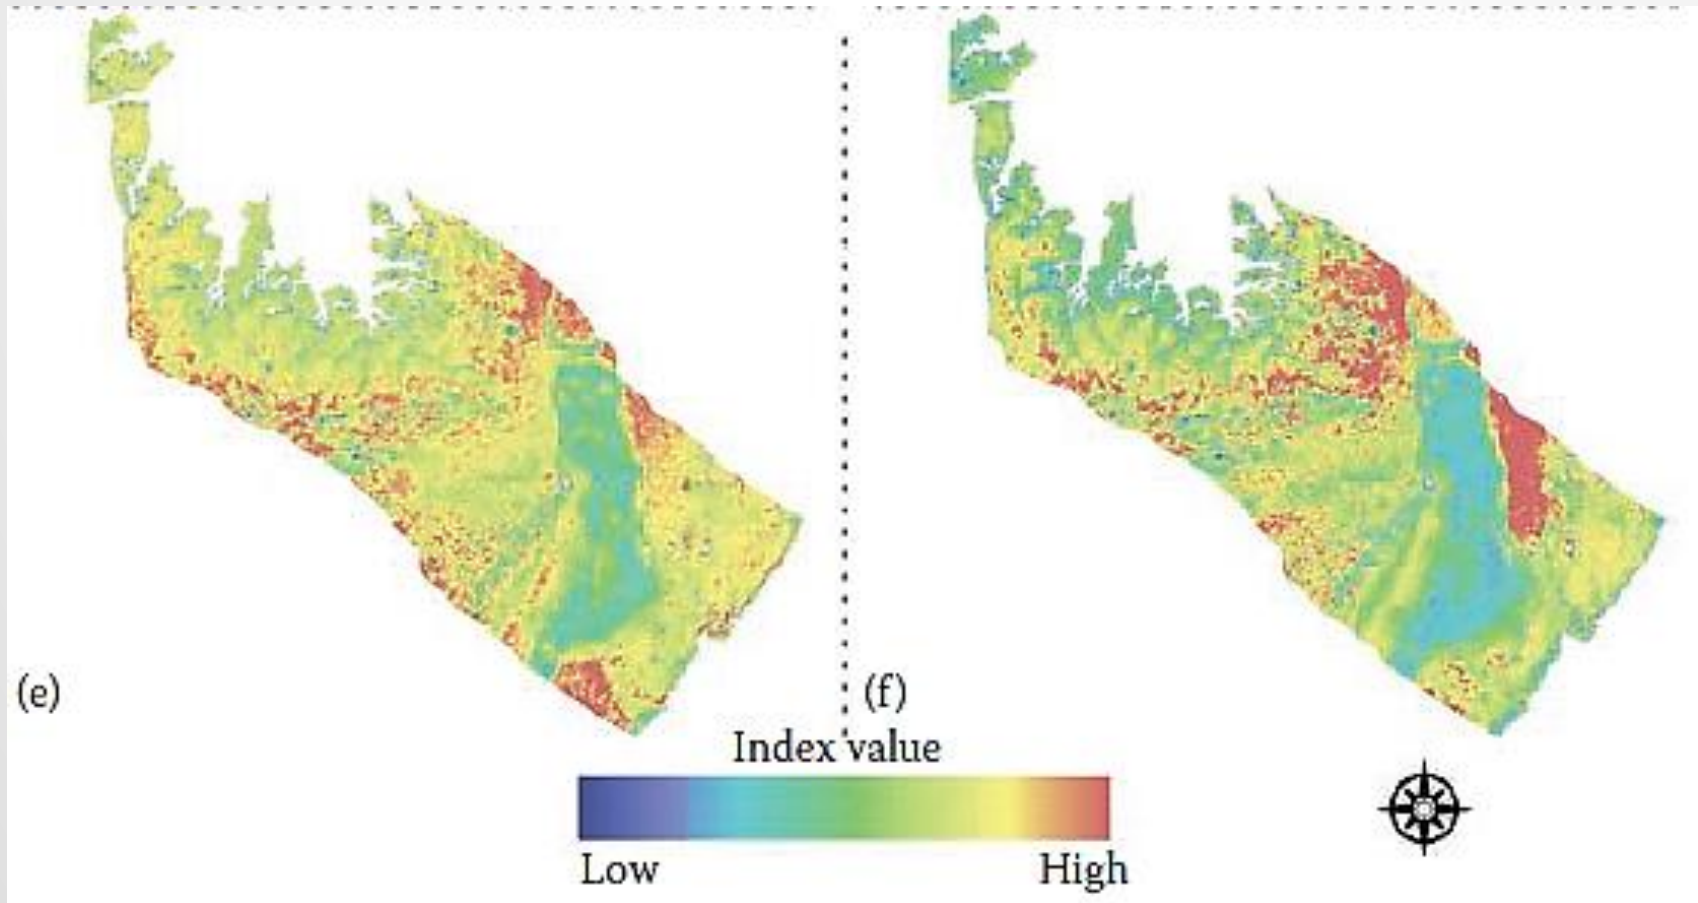 (e)
(f)
Index value
Low
High